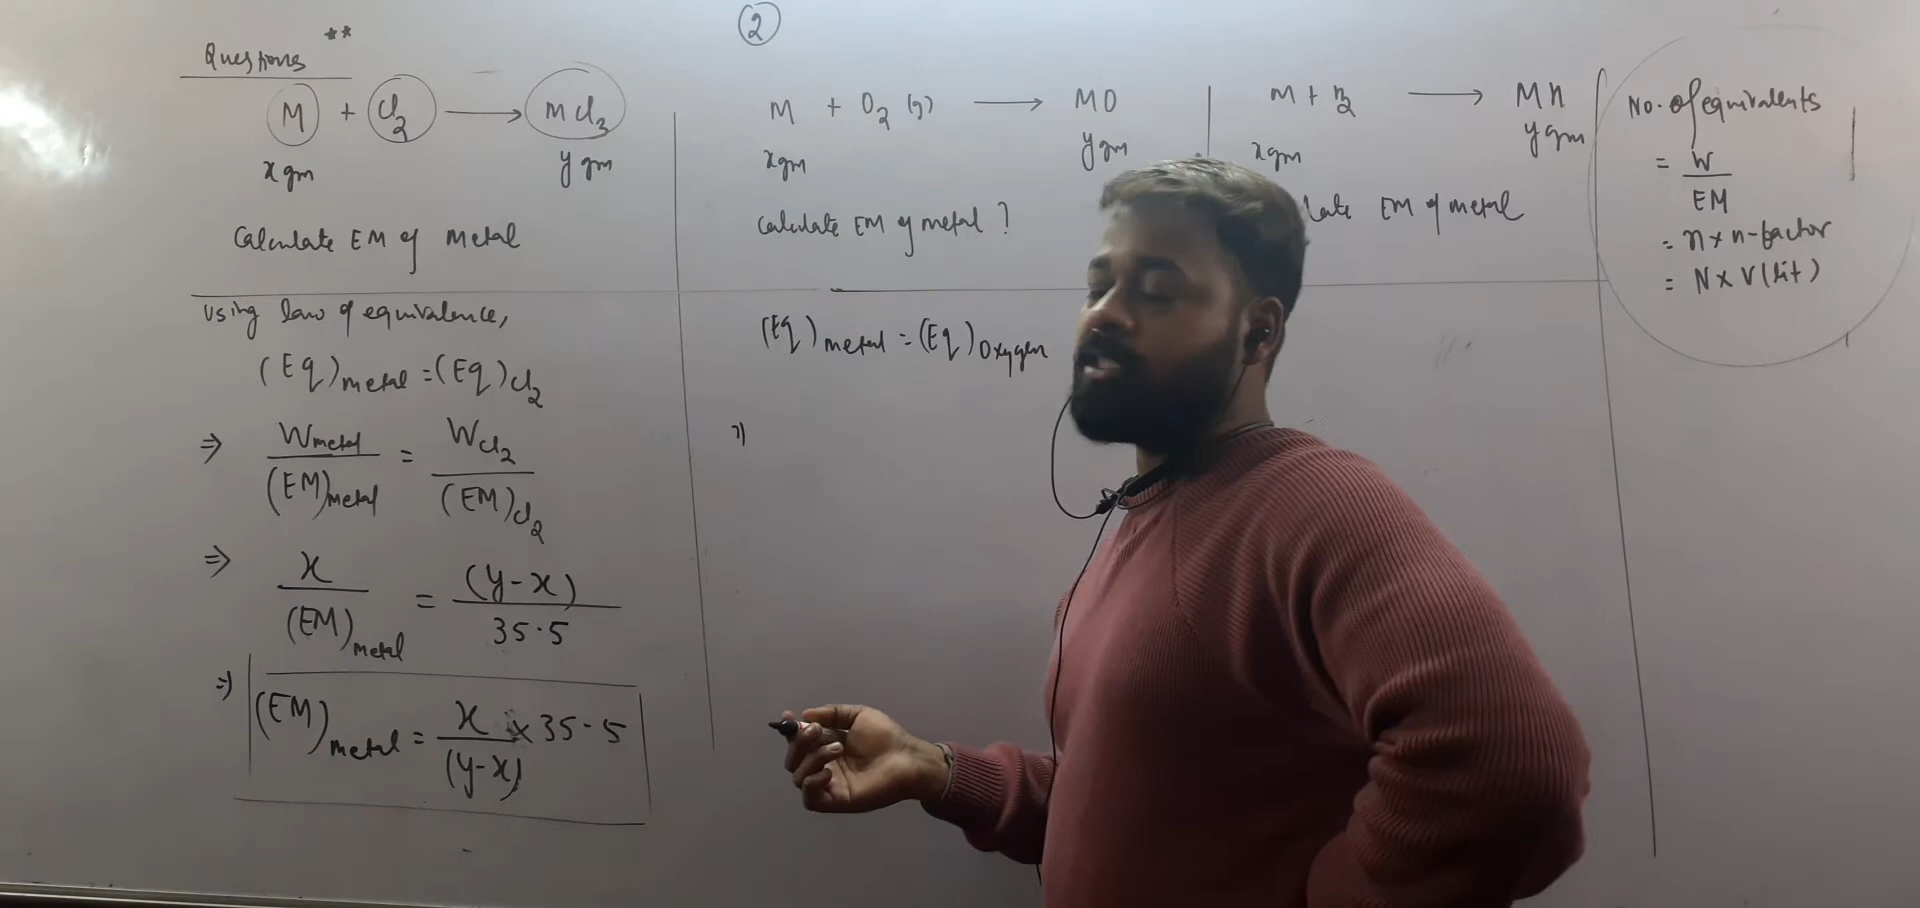 Questions **
M + Cl2 → MCl2
x gm y gm
Calculate EM of Metal
Using law of equivalence,
(Eq)metal = (Eq)Cl2
⇒ Wmetal / (EM)metal = WCl2 / (EM)Cl2
⇒ x / (EM)metal = (y-x) / 35.5
⇒ (EM)metal = x / (y-x) × 35.5
②
M + O2 (g) → MO
x gm y gm
Calculate EM of metal ?
(Eq)metal = (Eq)Oxygen
⇒
M + → MN
x gm y gm
late EM of metal
No. of equivalents
= W / EM
= n × n-factor
= N × V(lit)